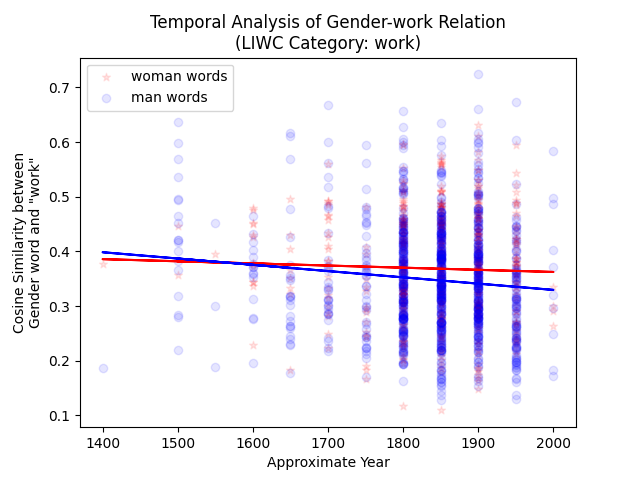 Temporal Analysis of Gender-work Relation
(LIWC Category: work)
woman words
man words
Cosine Similarity between
Gender word and "work"
0.7
0.6
0.5
0.4
0.3
0.2
0.1
1400 1500 1600 1700 1800 1900 2000
Approximate Year